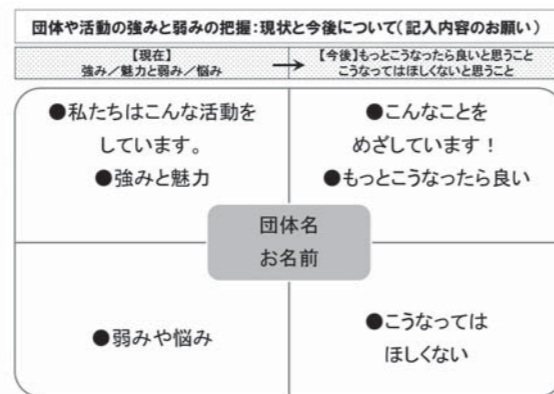 団体や活動の強みと弱みの把握：現状と今後について（記入内容のお願い）
【現在】
強み／魅力と弱み／悩み
【今後】もっとこうなったら良いと思うこと
こうなってはほしくないと思うこと
●私たちはこんな活動を
しています。
●強みと魅力
●こんなことを
めざしています！
●もっとこうなったら良い
団体名
お名前
●弱みや悩み
●こうなっては
ほしくない